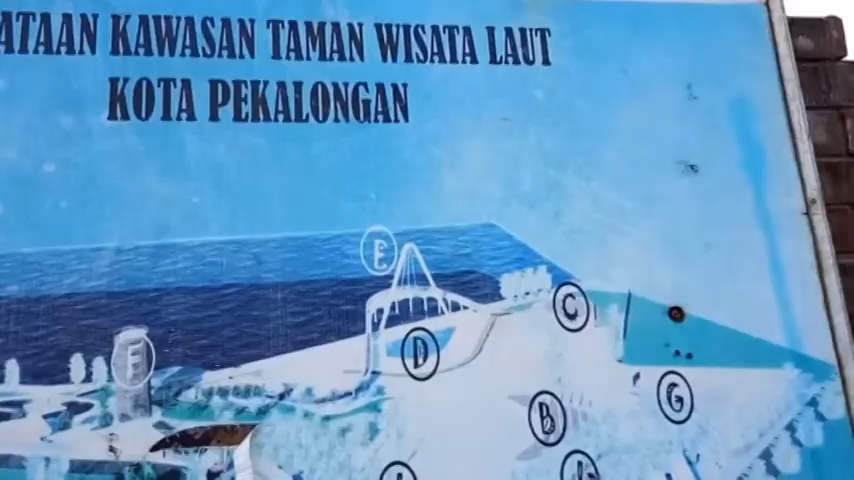 ATAAN KAWASAN TAMAN WISATA LAUT
KOTA PEKALONGAN
E
C
D
F
G
B